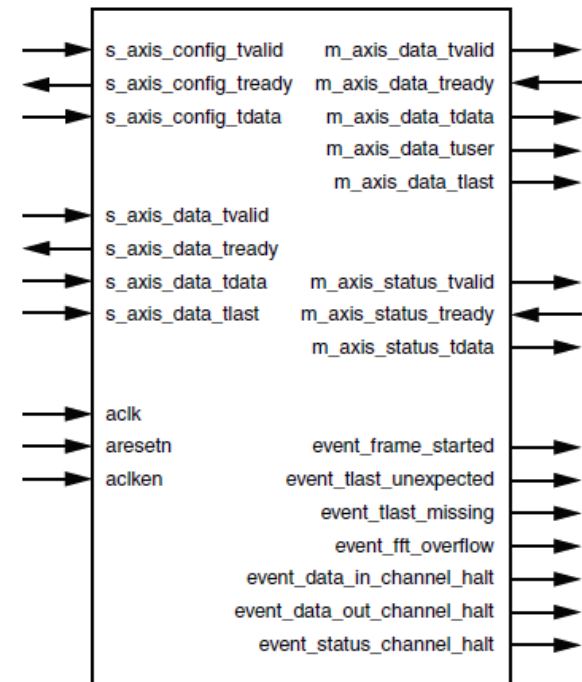 s_axis_config_tvalid m_axis_data_tvalid
s_axis_config_tready m_axis_data_tready
s_axis_config_tdata m_axis_data_tdata
m_axis_data_tuser
m_axis_data_tlast
s_axis_data_tvalid
s_axis_data_tready
s_axis_data_tdata m_axis_status_tvalid
s_axis_data_tlast m_axis_status_tready
m_axis_status_tdata
aclk
aresetn event_frame_started
aclken event_tlast_unexpected
event_tlast_missing
event_fft_overflow
event_data_in_channel_halt
event_data_out_channel_halt
event_status_channel_halt